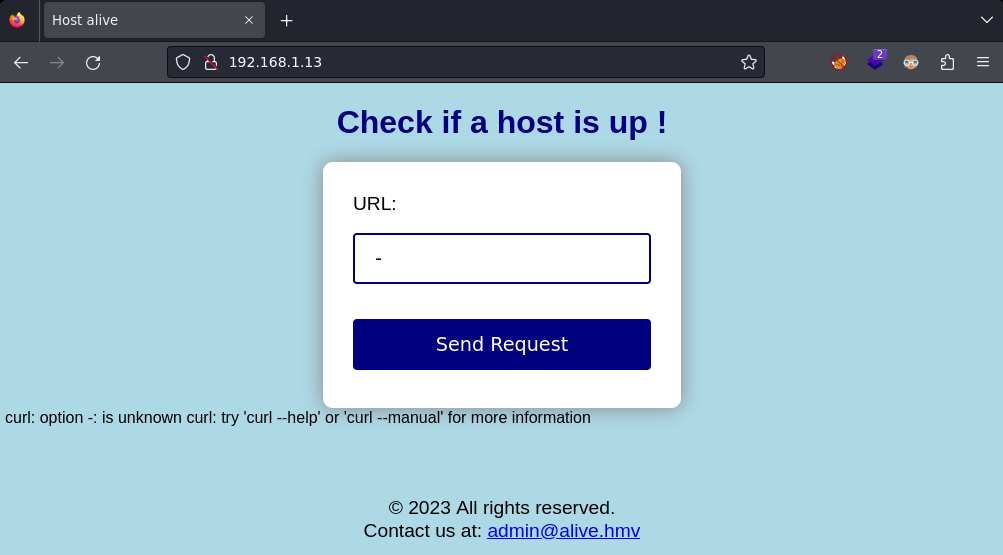 Host alive
192.168.1.13
2
Check if a host is up !
URL:
-
Send Request
curl: option -: is unknown curl: try 'curl --help' or 'curl --manual' for more information
© 2023 All rights reserved.
Contact us at: admin@alive.hmv